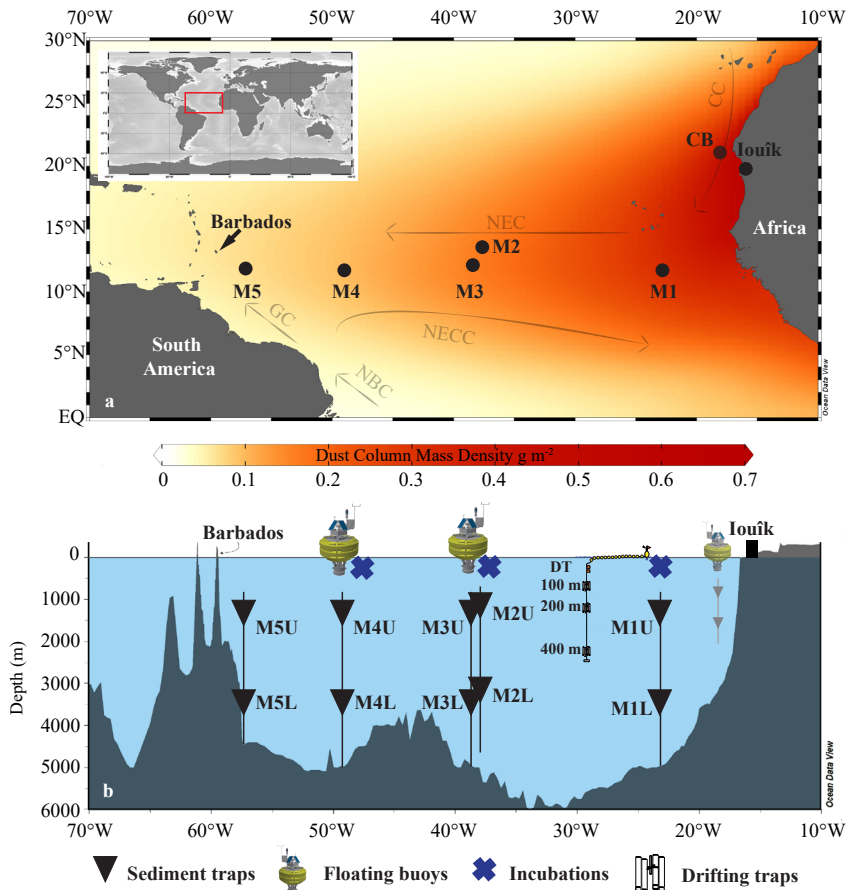 70°W 60°W 50°W 40°W 30°W 20°W 10°W
30°N
25°N
20°N
15°N
10°N
5°N
EQ
CC
CB
Iouîk
Barbados
NEC
M2
Africa
M5
M4
M3
M1
GC
NECC
South
America
NBC
a
Ocean Data View
Dust Column Mass Density g m-2
0 0.1 0.2 0.3 0.4 0.5 0.6 0.7
Barbados
Iouîk
Depth (m)
0
1000
2000
3000
4000
5000
6000
DT
100 m
200 m
400 m
M5U M4U M3U M2U M1U
M5L M4L M3L M2L M1L
b
Ocean Data View
70°W 60°W 50°W 40°W 30°W 20°W 10°W
Sediment traps Floating buoys Incubations Drifting traps